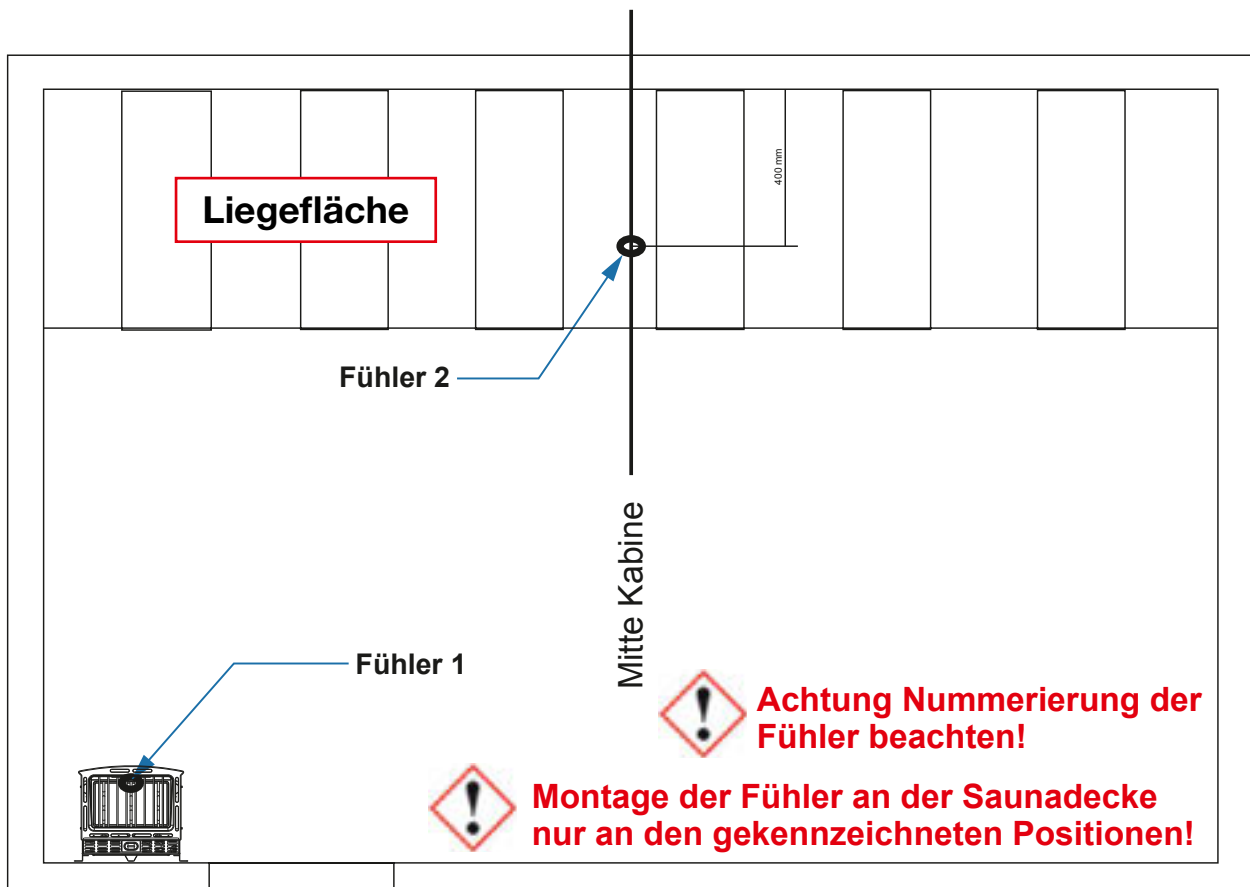 400 mm
Liegefläche
Fühler 2
Mitte Kabine
Fühler 1
Achtung Nummerierung der
Fühler beachten!
Montage der Fühler an der Saunadecke
nur an den gekennzeichneten Positionen!